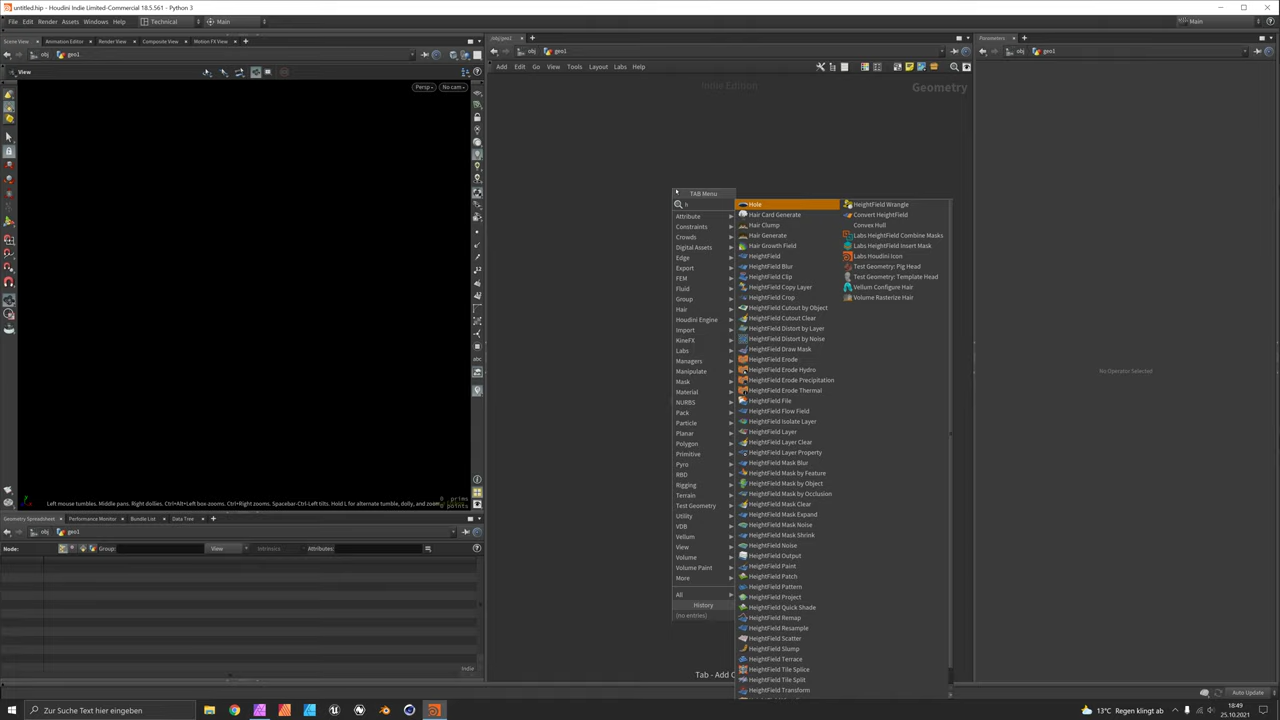 untitled.hip - Houdini Indie Limited-Commercial 18.5.561 - Python 3
File Edit Render Assets Windows Help Technical Main Main
Scene View Animation Editor Render View Composite View Motion FX View
obj geo1
View
Persp No cam
Left mouse tumbles. Middle pans. Right dollies. Ctrl+Alt+Left box-zooms. Ctrl+Right zooms. Spacebar-Ctrl-Left tilts. Hold L for alternate tumble, dolly, and zoom.
0 prims
0 points
Geometry Spreadsheet Performance Monitor Bundle List Data Tree
obj geo1
Node: Group: View Intrinsics Attributes:
Indie
/obj/geo1
obj geo1
Add Edit Go View Tools Layout Labs Help
Indie Edition
Geometry
TAB Menu
h
Attribute
Constraints
Crowds
Digital Assets
Edge
Export
FEM
Fluid
Group
Hair
Houdini Engine
Import
KineFX
Labs
Managers
Manipulate
Mask
Material
NURBS
Pack
Particle
Planar
Polygon
Primitive
Pyro
RBD
Rigging
Terrain
Test Geometry
Utility
VDB
Vellum
View
Volume
Volume Paint
More
All
History
(no entries)
Hole
Hair Card Generate
Hair Clump
Hair Generate
Hair Growth Field
HeightField
HeightField Blur
HeightField Clip
HeightField Copy Layer
HeightField Crop
HeightField Cutout by Object
HeightField Cutout Clear
HeightField Distort by Layer
HeightField Distort by Noise
HeightField Draw Mask
HeightField Erode
HeightField Erode Hydro
HeightField Erode Precipitation
HeightField Erode Thermal
HeightField File
HeightField Flow Field
HeightField Isolate Layer
HeightField Layer
HeightField Layer Clear
HeightField Layer Property
HeightField Mask Blur
HeightField Mask by Feature
HeightField Mask by Object
HeightField Mask by Occlusion
HeightField Mask Clear
HeightField Mask Expand
HeightField Mask Noise
HeightField Mask Shrink
HeightField Noise
HeightField Output
HeightField Paint
HeightField Patch
HeightField Pattern
HeightField Project
HeightField Quick Shade
HeightField Remap
HeightField Resample
HeightField Scatter
HeightField Slump
HeightField Terrace
HeightField Tile Splice
HeightField Tile Split
HeightField Transform
HeightField Wrangle
Convert HeightField
Convex Hull
Labs HeightField Combine Masks
Labs HeightField Insert Mask
Labs Houdini Icon
Test Geometry: Pig Head
Test Geometry: Template Head
Vellum Configure Hair
Volume Rasterize Hair
Tab - Add
Parameters
obj geo1
No Operator Selected
Auto Update
Zur Suche Text hier eingeben
13°C Regen klingt ab
18:49
25.10.2021